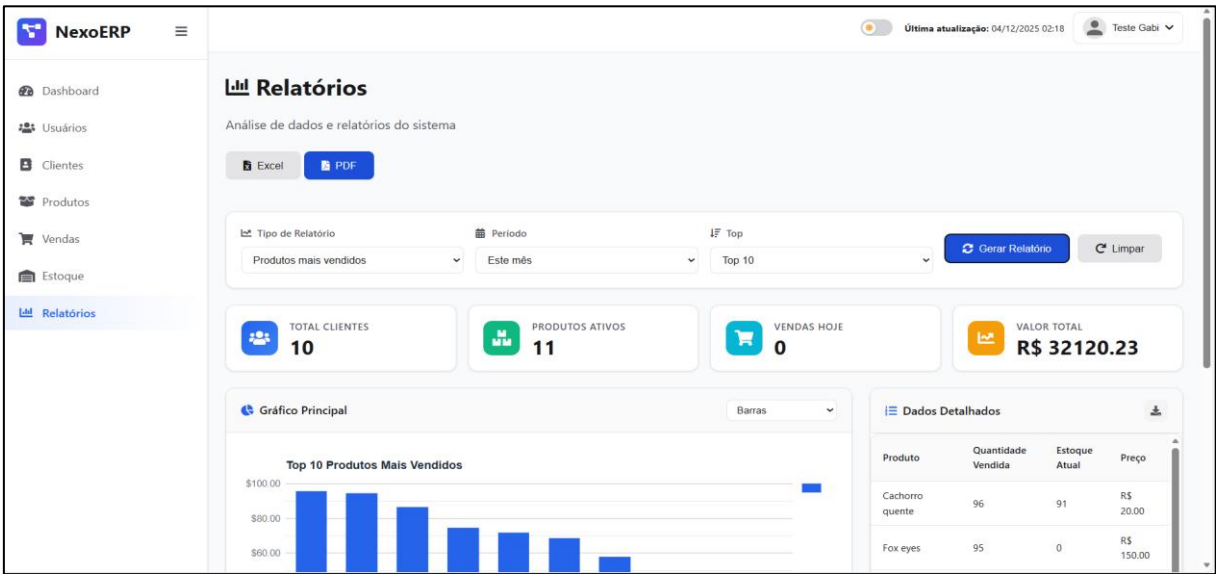 NexoERP
Última atualização: 04/12/2025 02:18
Teste Gabi
Dashboard
Usuários
Clientes
Produtos
Vendas
Estoque
Relatórios
Relatórios
Análise de dados e relatórios do sistema
Excel
PDF
Tipo de Relatório
Período
Top
Produtos mais vendidos
Este mês
Top 10
Gerar Relatório
Limpar
TOTAL CLIENTES
10
PRODUTOS ATIVOS
11
VENDAS HOJE
0
VALOR TOTAL
R$ 32120.23
Gráfico Principal
Barras
Top 10 Produtos Mais Vendidos
$100.00
$80.00
$60.00
Dados Detalhados
Produto
Quantidade
Vendida
Estoque
Atual
Preço
Cachorro
quente
96
91
R$
20.00
Fox eyes
95
0
R$
150.00